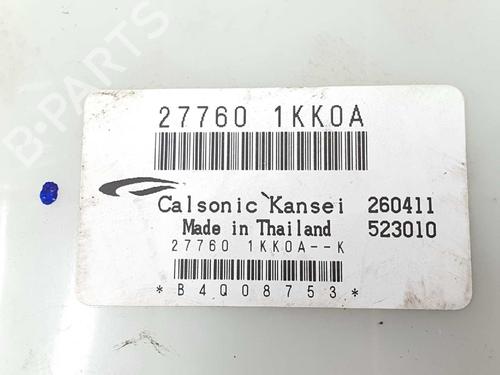 27760 1KK0A
Calsonic Kansei 260411
Made in Thailand 523010
27760 1KK0A--K
*B4Q08753*
B-PARTS